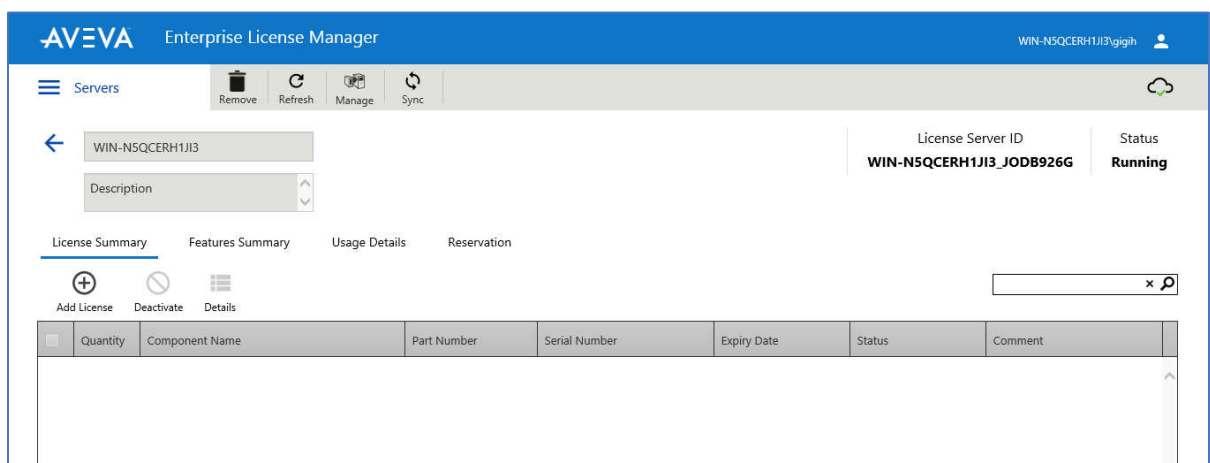 AVEVA Enterprise License Manager WIN-N5QCERH1JI3\gigih
Servers Remove Refresh Manage Sync
WIN-N5QCERH1JI3 License Server ID Status
WIN-N5QCERH1JI3_JODB926G Running
Description
License Summary Features Summary Usage Details Reservation
Add License Deactivate Details
Quantity Component Name Part Number Serial Number Expiry Date Status Comment